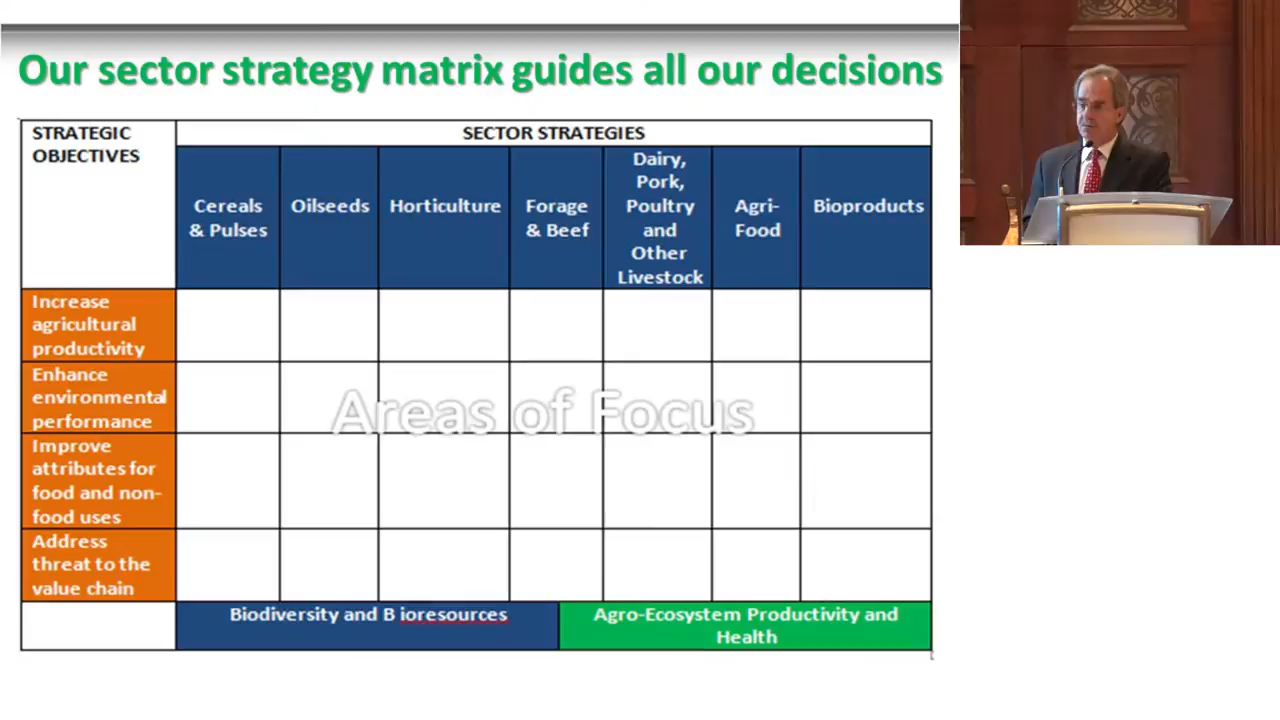 Our sector strategy matrix guides all our decisions
STRATEGIC
OBJECTIVES
SECTOR STRATEGIES
Cereals
& Pulses
Oilseeds
Horticulture
Forage
& Beef
Dairy,
Pork,
Poultry
and
Other
Livestock
Agri-
Food
Bioproducts
Increase
agricultural
productivity
Enhance
environmental
performance
Improve
attributes for
food and non-
food uses
Address
threat to the
value chain
Areas of Focus
Biodiversity and B ioresources
Agro-Ecosystem Productivity and
Health